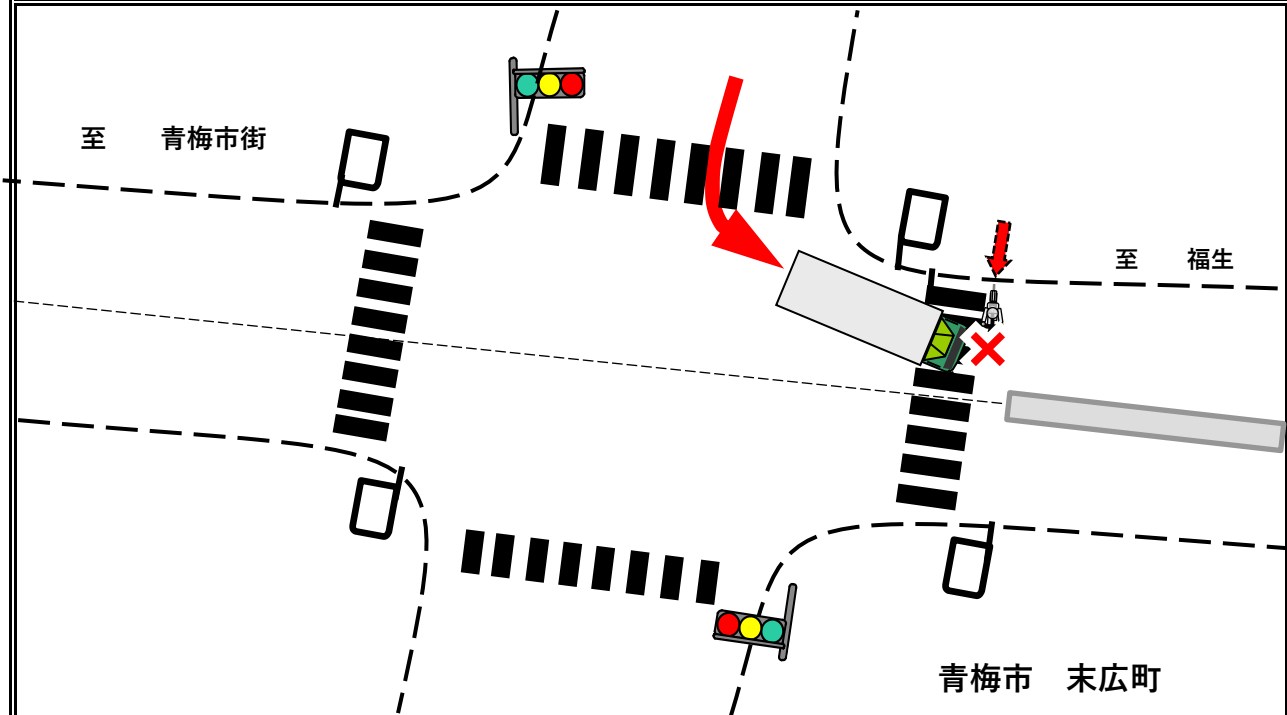 至　青梅市街
至　福生
青梅市　末広町